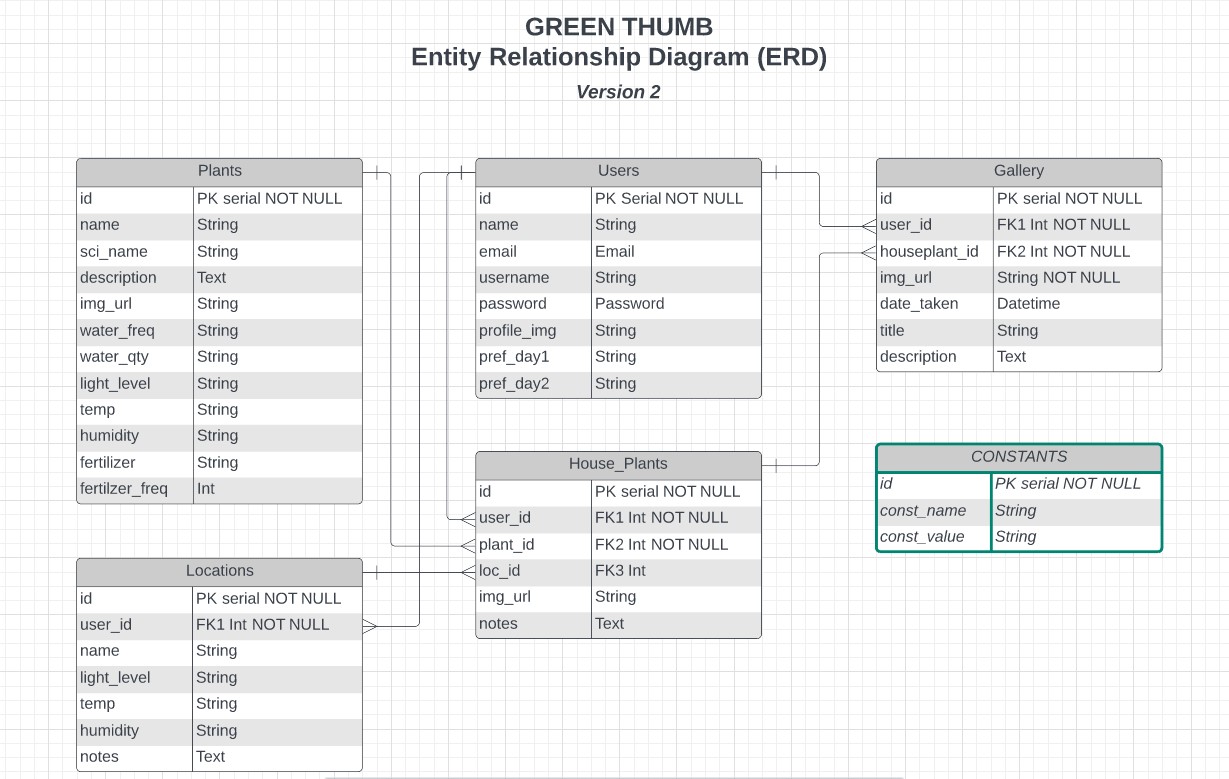 GREEN THUMB
Entity Relationship Diagram (ERD)
Version 2
Plants
id PK serial NOT NULL
name String
sci_name String
description Text
img_url String
water_freq String
water_qty String
light_level String
temp String
humidity String
fertilizer String
fertilzer_freq Int
Users
id PK Serial NOT NULL
name String
email Email
username String
password Password
profile_img String
pref_day1 String
pref_day2 String
Gallery
id PK serial NOT NULL
user_id FK1 Int NOT NULL
houseplant_id FK2 Int NOT NULL
img_url String NOT NULL
date_taken Datetime
title String
description Text
House_Plants
id PK serial NOT NULL
user_id FK1 Int NOT NULL
plant_id FK2 Int NOT NULL
loc_id FK3 Int
img_url String
notes Text
CONSTANTS
id PK serial NOT NULL
const_name String
const_value String
Locations
id PK serial NOT NULL
user_id FK1 Int NOT NULL
name String
light_level String
temp String
humidity String
notes Text